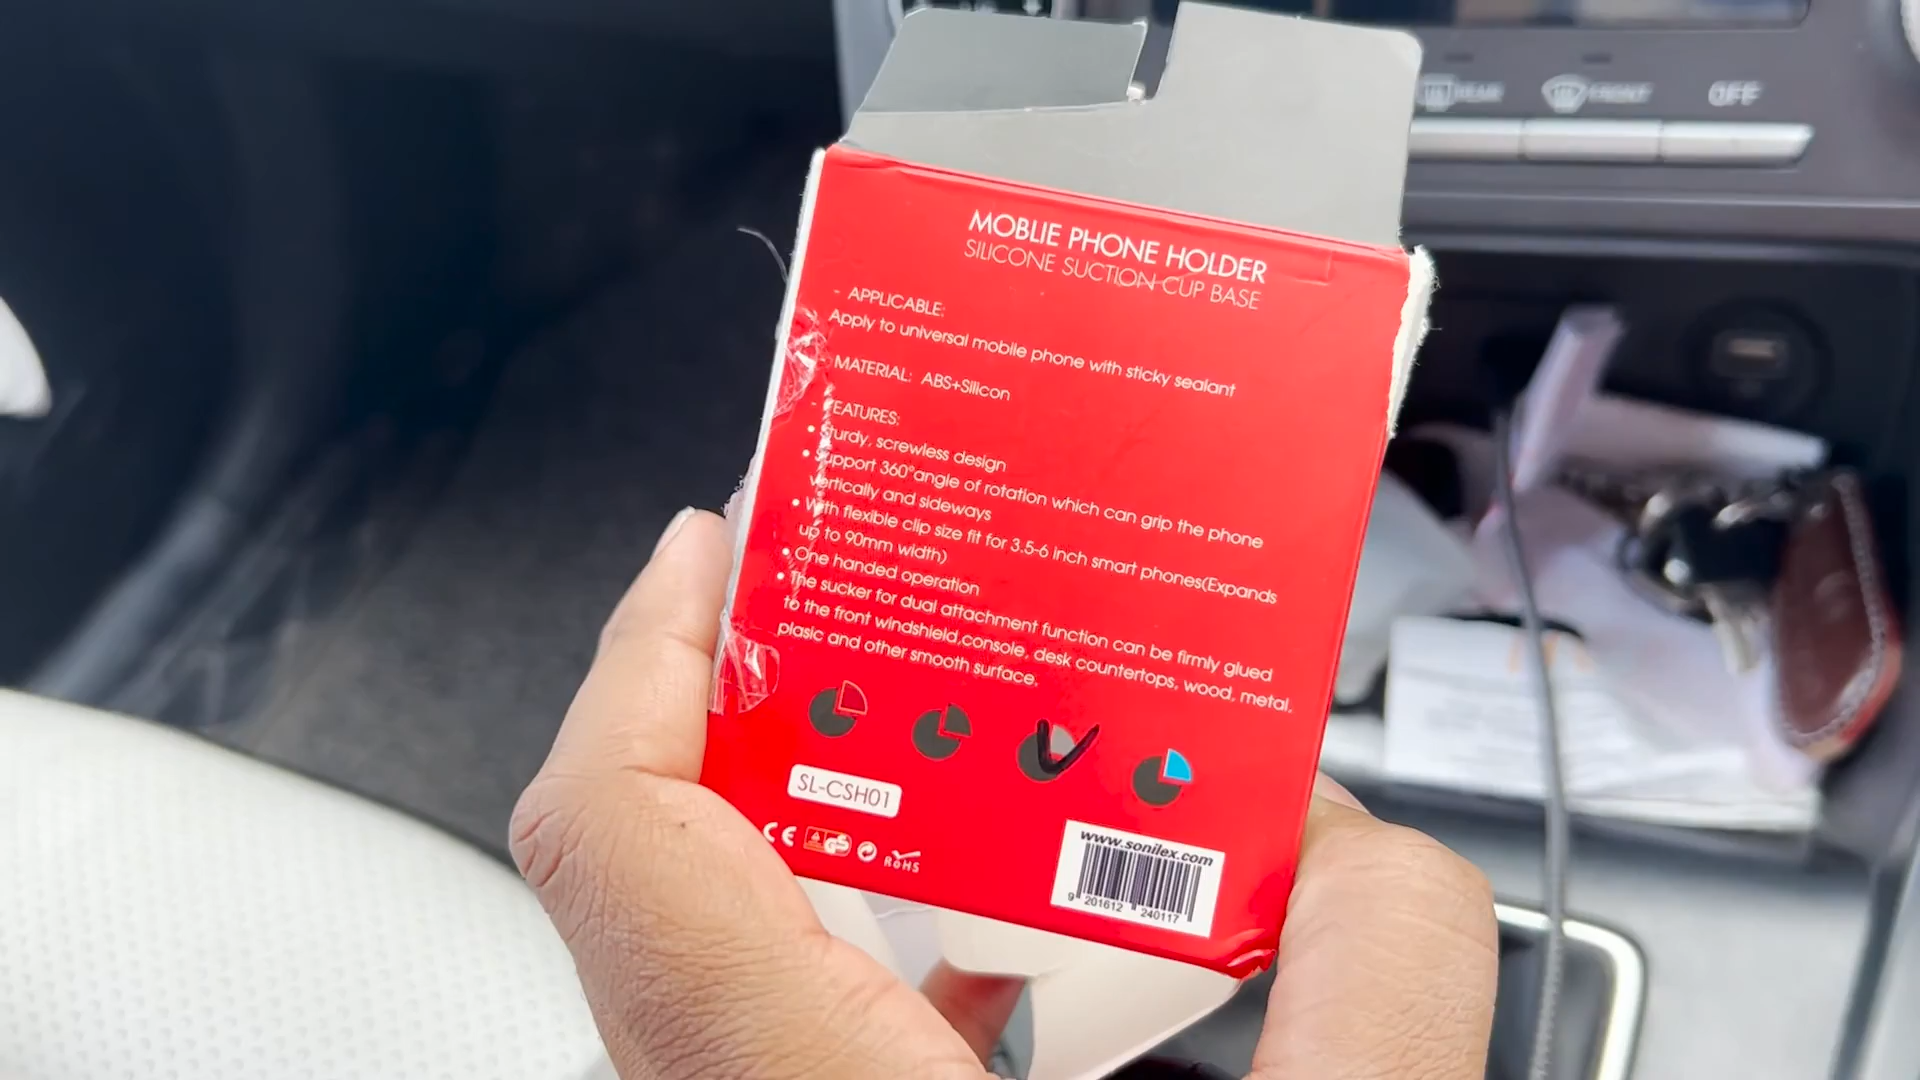 REAR FRONT OFF
MOBLIE PHONE HOLDER
SILICONE SUCTION CUP BASE
- APPLICABLE:
Apply to universal mobile phone with sticky sealant
MATERIAL: ABS+Silicon
- FEATURES:
• Sturdy, screwless design
• Support 360°angle of rotation which can grip the phone
vertically and sideways
• With flexible clip size fit for 3.5-6 inch smart phones(Expands
up to 90mm width)
• One handed operation
• The sucker for dual attachment function can be firmly glued
to the front windshield,console, desk countertops, wood, metal,
plasic and other smooth surface.
SL-CSH01
CE GS RoHS
www.sonilex.com
9 201612 240117